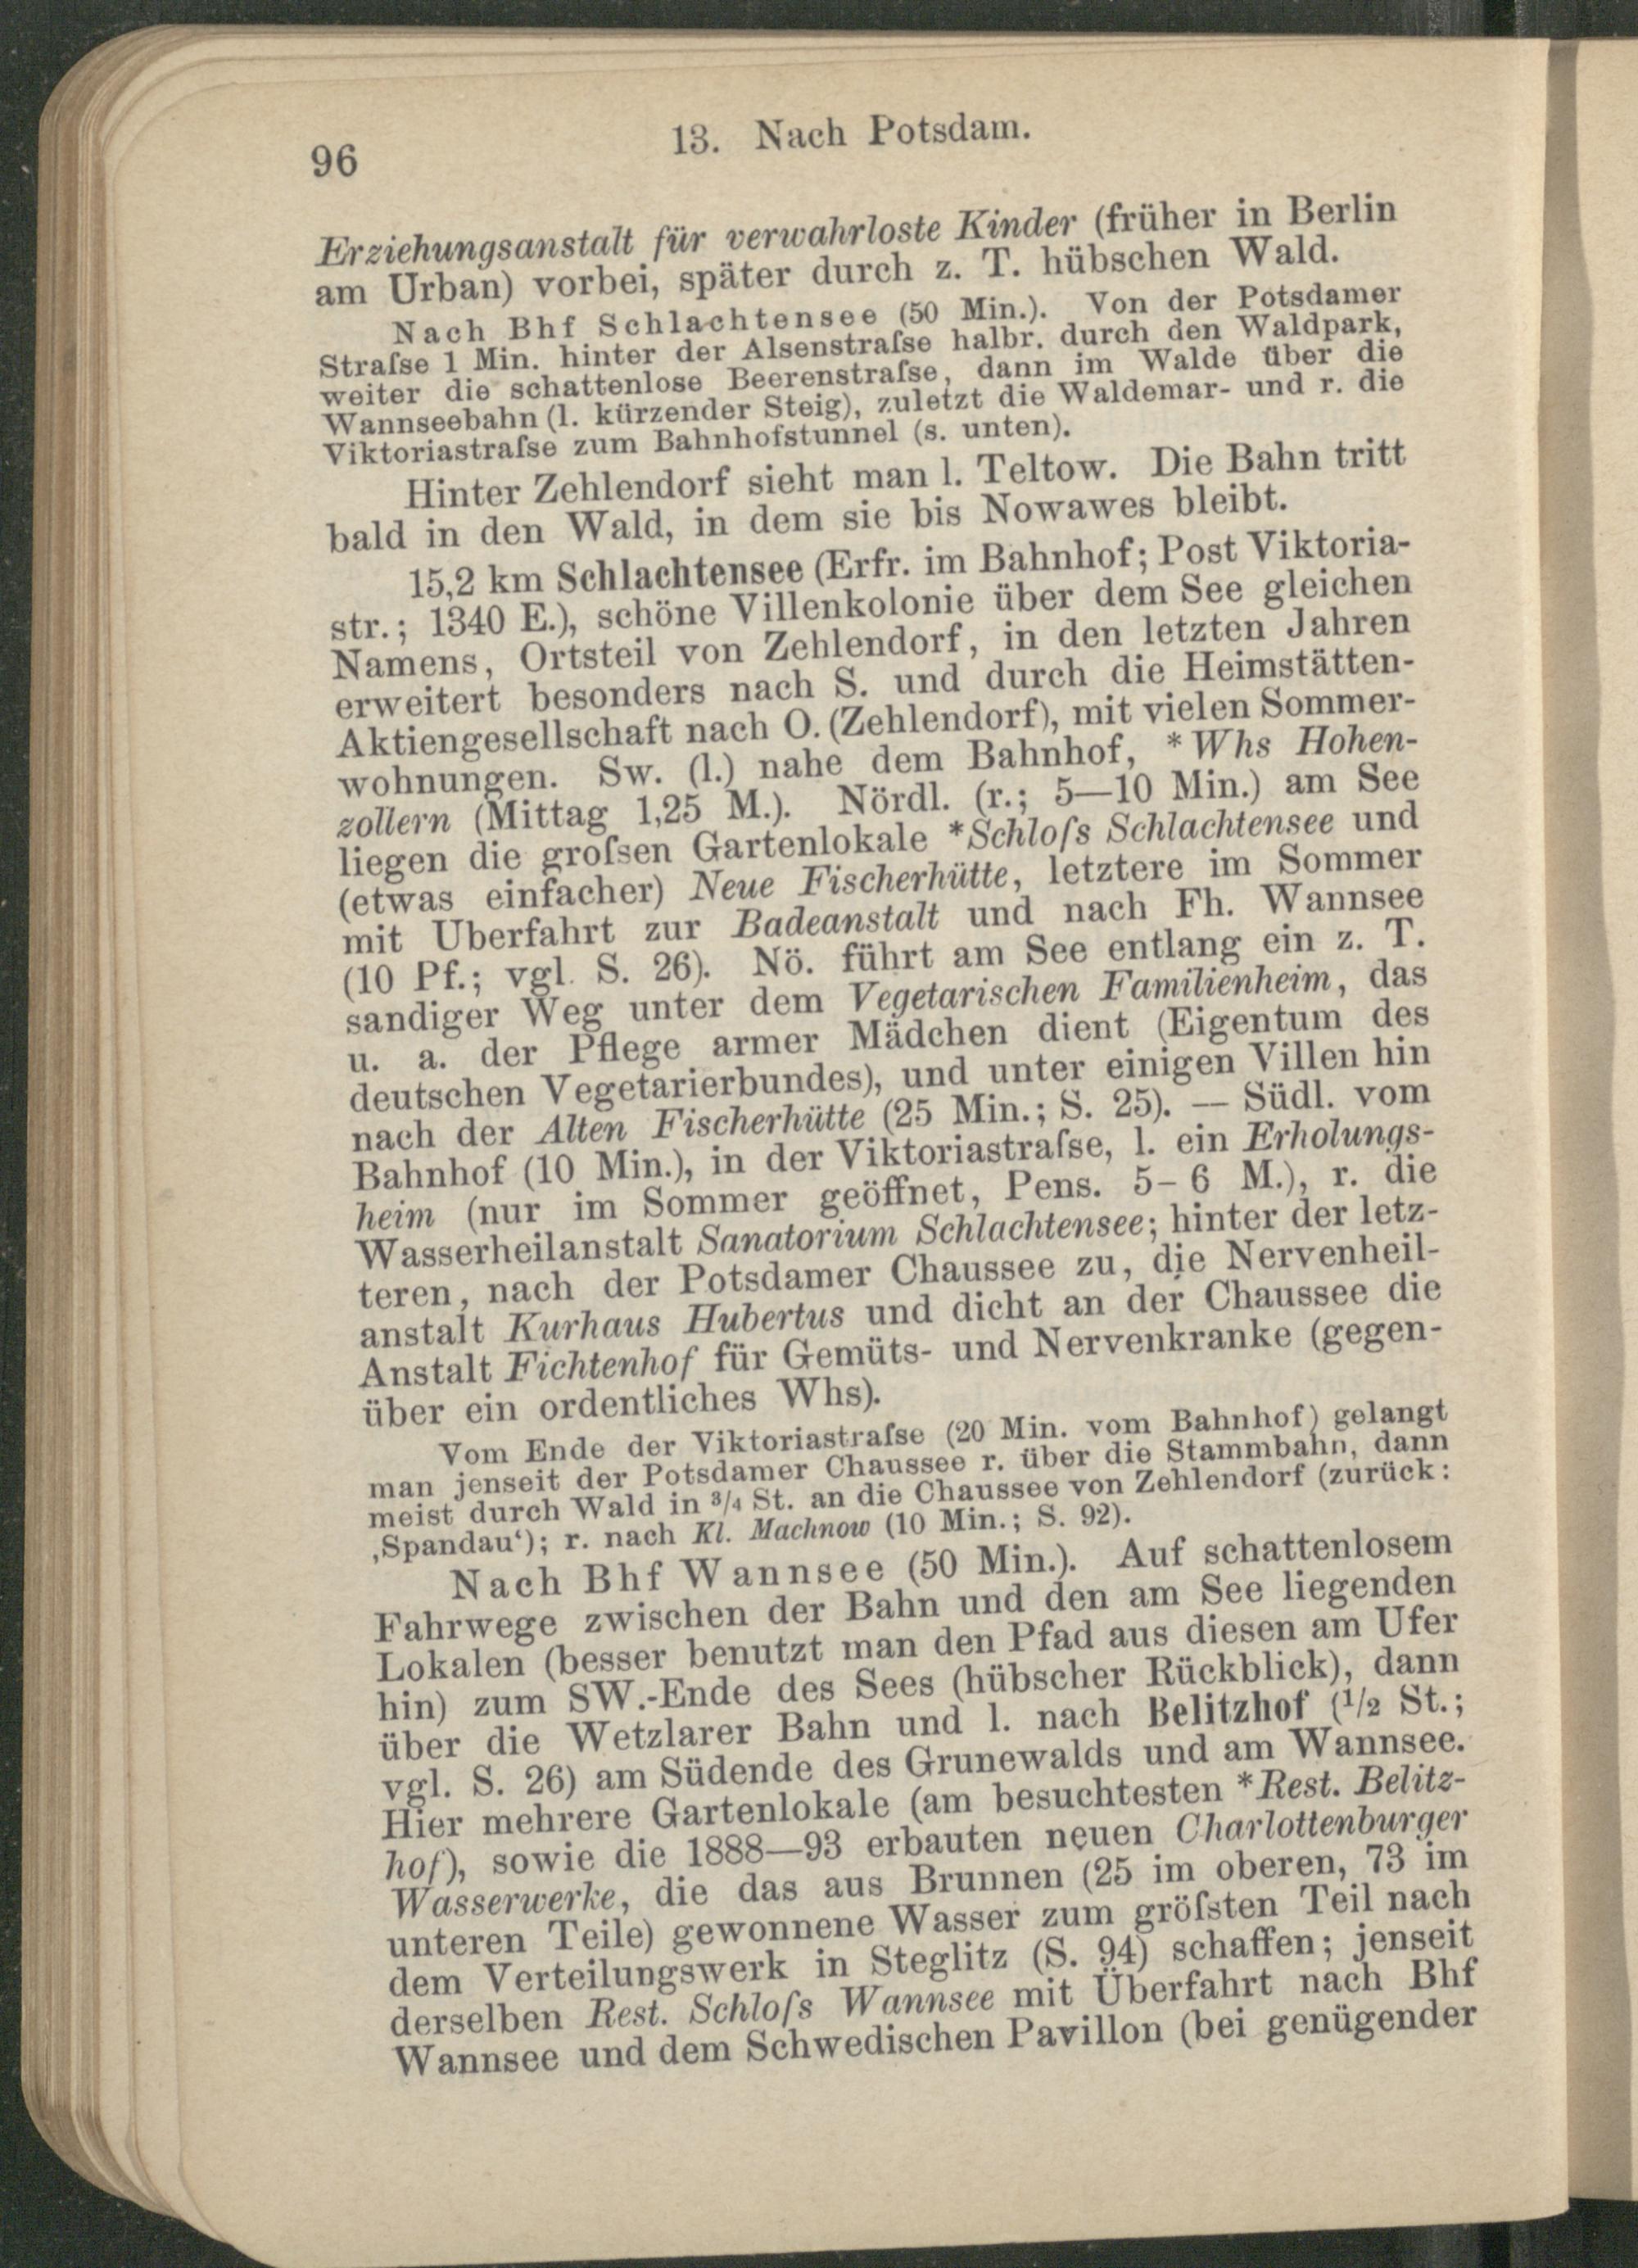 96
13. Nach Potsdam.
Erziehungsanstalt für verwahrloste Kinder (früher in Berlin
am Urban) vorbei, später durch z. T. hübschen Wald.
Nach Bhf Schlachtensee (50 Min.). Von der Potsdamer
Straſse 1 Min. hinter der Alsenstraſse halbr. durch den Waldpark,
weiter die schattenlose Beerenstraſse, dann im Walde über die
Wannseebahn (l. kürzender Steig), zuletzt die Waldemar- und r. die
Viktoriastraſse zum Bahnhofstunnel (s. unten).
Hinter Zehlendorf sieht man l. Teltow. Die Bahn tritt
bald in den Wald, in dem sie bis Nowawes bleibt.
15,2 km Schlachtensee (Erfr. im Bahnhof; Post Viktoria-
str.; 1340 E.), schöne Villenkolonie über dem See gleichen
Namens, Ortsteil von Zehlendorf, in den letzten Jahren
erweitert besonders nach S. und durch die Heimstätten-
Aktiengesellschaft nach O. (Zehlendorf), mit vielen Sommer-
wohnungen. Sw. (l.) nahe dem Bahnhof, *Whs Hohen-
zollern (Mittag 1,25 M.). Nördl. (r.; 5—10 Min.) am See
liegen die groſsen Gartenlokale *Schloſs Schlachtensee und
(etwas einfacher) Neue Fischerhütte, letztere im Sommer
mit Uberfahrt zur Badeanstalt und nach Fh. Wannsee
(10 Pf.; vgl. S. 26). Nö. führt am See entlang ein z. T.
sandiger Weg unter dem Vegetarischen Familienheim, das
u. a. der Pflege armer Mädchen dient (Eigentum des
deutschen Vegetarierbundes), und unter einigen Villen hin
nach der Alten Fischerhütte (25 Min.; S. 25). — Südl. vom
Bahnhof (10 Min.), in der Viktoriastraſse, l. ein Erholungs-
heim (nur im Sommer geöffnet, Pens. 5–6 M.), r. die
Wasserheilanstalt Sanatorium Schlachtensee; hinter der letz-
teren, nach der Potsdamer Chaussee zu, die Nervenheil-
anstalt Kurhaus Hubertus und dicht an der Chaussee die
Anstalt Fichtenhof für Gemüts- und Nervenkranke (gegen-
über ein ordentliches Whs).
Vom Ende der Viktoriastraſse (20 Min. vom Bahnhof) gelangt
man jenseit der Potsdamer Chaussee r. über die Stammbahn, dann
meist durch Wald in 3/4 St. an die Chaussee von Zehlendorf (zurück:
‚Spandau‘); r. nach Kl. Machnow (10 Min.; S. 92).
Nach Bhf Wannsee (50 Min.). Auf schattenlosem
Fahrwege zwischen der Bahn und den am See liegenden
Lokalen (besser benutzt man den Pfad aus diesen am Ufer
hin) zum SW.-Ende des Sees (hübscher Rückblick), dann
über die Wetzlarer Bahn und l. nach Belitzhof (1/2 St.;
vgl. S. 26) am Südende des Grunewalds und am Wannsee.
Hier mehrere Gartenlokale (am besuchtesten *Rest. Belitz-
hof), sowie die 1888—93 erbauten neuen Charlottenburger
Wasserwerke, die das aus Brunnen (25 im oberen, 73 im
unteren Teile) gewonnene Wasser zum gröſsten Teil nach
dem Verteilungswerk in Steglitz (S. 94) schaffen; jenseit
derselben Rest. Schloſs Wannsee mit Überfahrt nach Bhf
Wannsee und dem Schwedischen Pavillon (bei genügender